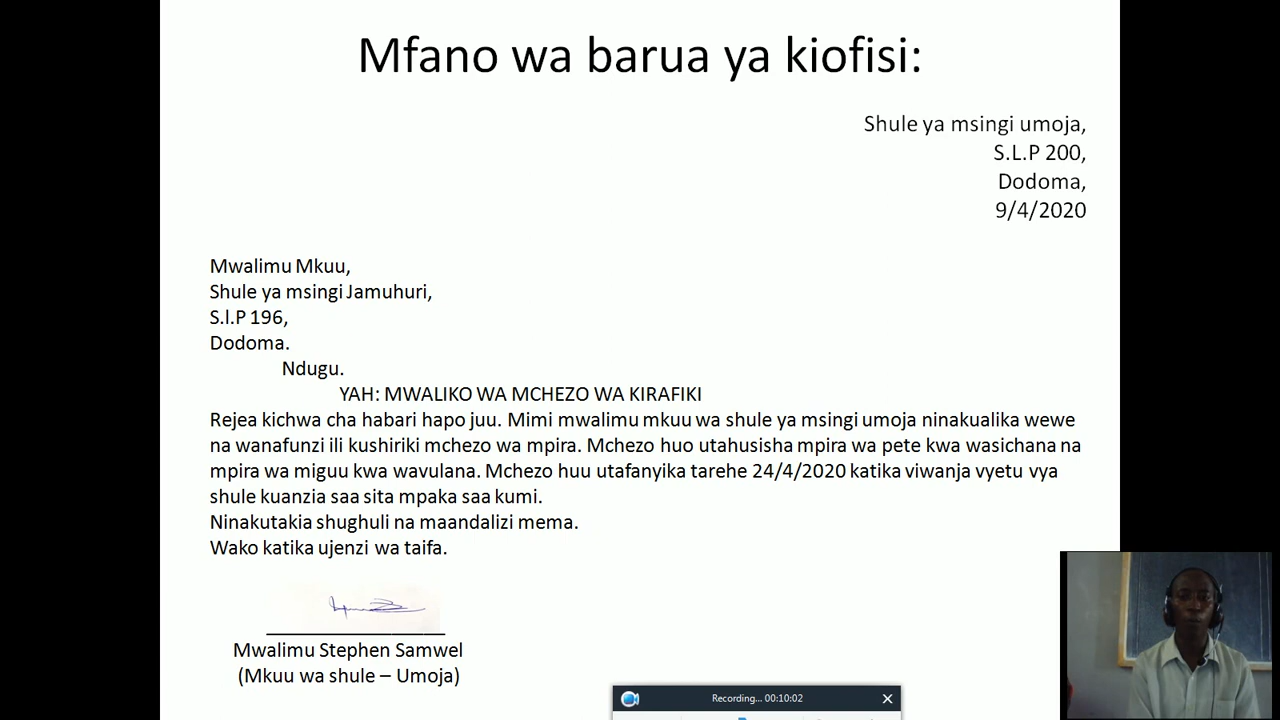 Mfano wa barua ya kiofisi:
Shule ya msingi umoja,
S.L.P 200,
Dodoma,
9/4/2020
Mwalimu Mkuu,
Shule ya msingi Jamuhuri,
S.l.P 196,
Dodoma.
Ndugu.
YAH: MWALIKO WA MCHEZO WA KIRAFIKI
Rejea kichwa cha habari hapo juu. Mimi mwalimu mkuu wa shule ya msingi umoja ninakualika wewe
na wanafunzi ili kushiriki mchezo wa mpira. Mchezo huo utahusisha mpira wa pete kwa wasichana na
mpira wa miguu kwa wavulana. Mchezo huu utafanyika tarehe 24/4/2020 katika viwanja vyetu vya
shule kuanzia saa sita mpaka saa kumi.
Ninakutakia shughuli na maandalizi mema.
Wako katika ujenzi wa taifa.
Mwalimu Stephen Samwel
(Mkuu wa shule – Umoja)
Recording... 00:10:02